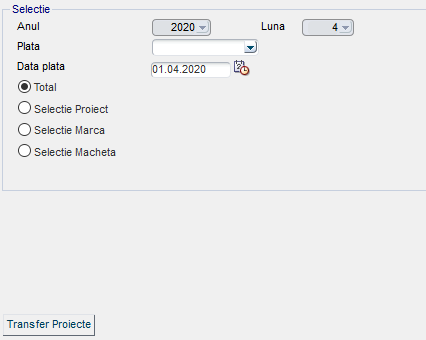 Selectie
Anul 2020 Luna 4
Plata
Data plata 01.04.2020
Total
Selectie Proiect
Selectie Marca
Selectie Macheta
Transfer Proiecte